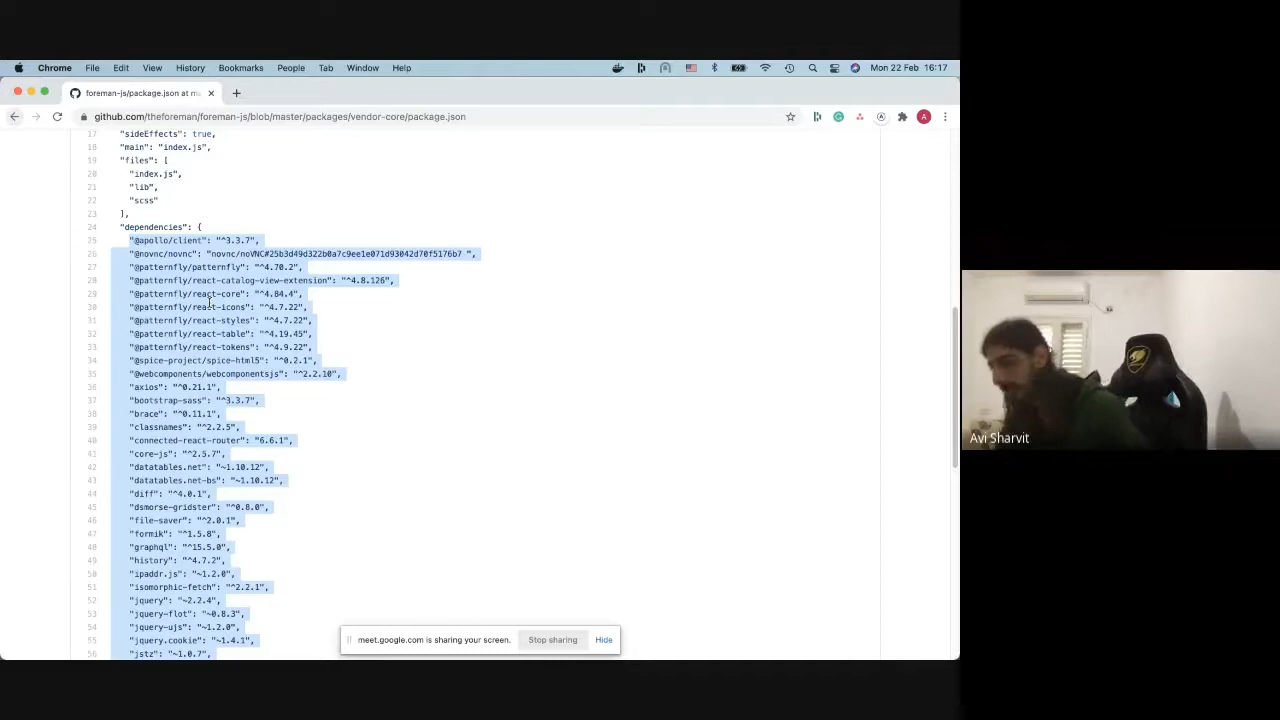 Chrome File Edit View History Bookmarks People Tab Window Help Mon 22 Feb 16:17
foreman-js/package.json at m
github.com/theforeman/foreman-js/blob/master/packages/vendor-core/package.json A
17 "sideEffects": true,
18 "main": "index.js",
19 "files": [
20 "index.js",
21 "lib",
22 "scss"
23 ],
24 "dependencies": {
25 "@apollo/client": "^3.3.7",
26 "@novnc/novnc": "novnc/noVNC#25b3d49d322b0a7c9ee1e071d93042d70f5176b7 ",
27 "@patternfly/patternfly": "^4.70.2",
28 "@patternfly/react-catalog-view-extension": "^4.8.126",
29 "@patternfly/react-core": "^4.84.4",
30 "@patternfly/react-icons": "^4.7.22",
31 "@patternfly/react-styles": "^4.7.22",
32 "@patternfly/react-table": "^4.19.45",
33 "@patternfly/react-tokens": "^4.9.22",
34 "@spice-project/spice-html5": "^0.2.1",
35 "@webcomponents/webcomponentsjs": "^2.2.10",
36 "axios": "^0.21.1",
37 "bootstrap-sass": "^3.3.7",
38 "brace": "^0.11.1",
39 "classnames": "^2.2.5",
40 "connected-react-router": "6.6.1",
41 "core-js": "^2.5.7",
42 "datatables.net": "~1.10.12",
43 "datatables.net-bs": "~1.10.12",
44 "diff": "^4.0.1",
45 "dsmorse-gridster": "^0.8.0",
46 "file-saver": "^2.0.1",
47 "formik": "^1.5.8",
48 "graphql": "^15.5.0",
49 "history": "^4.7.2",
50 "ipaddr.js": "~1.2.0",
51 "isomorphic-fetch": "^2.2.1",
52 "jquery": "~2.2.4",
53 "jquery-flot": "~0.8.3",
54 "jquery-ujs": "~1.2.0",
55 "jquery.cookie": "~1.4.1",
56 "jstz": "~1.0.7",
meet.google.com is sharing your screen. Stop sharing Hide
Avi Sharvit